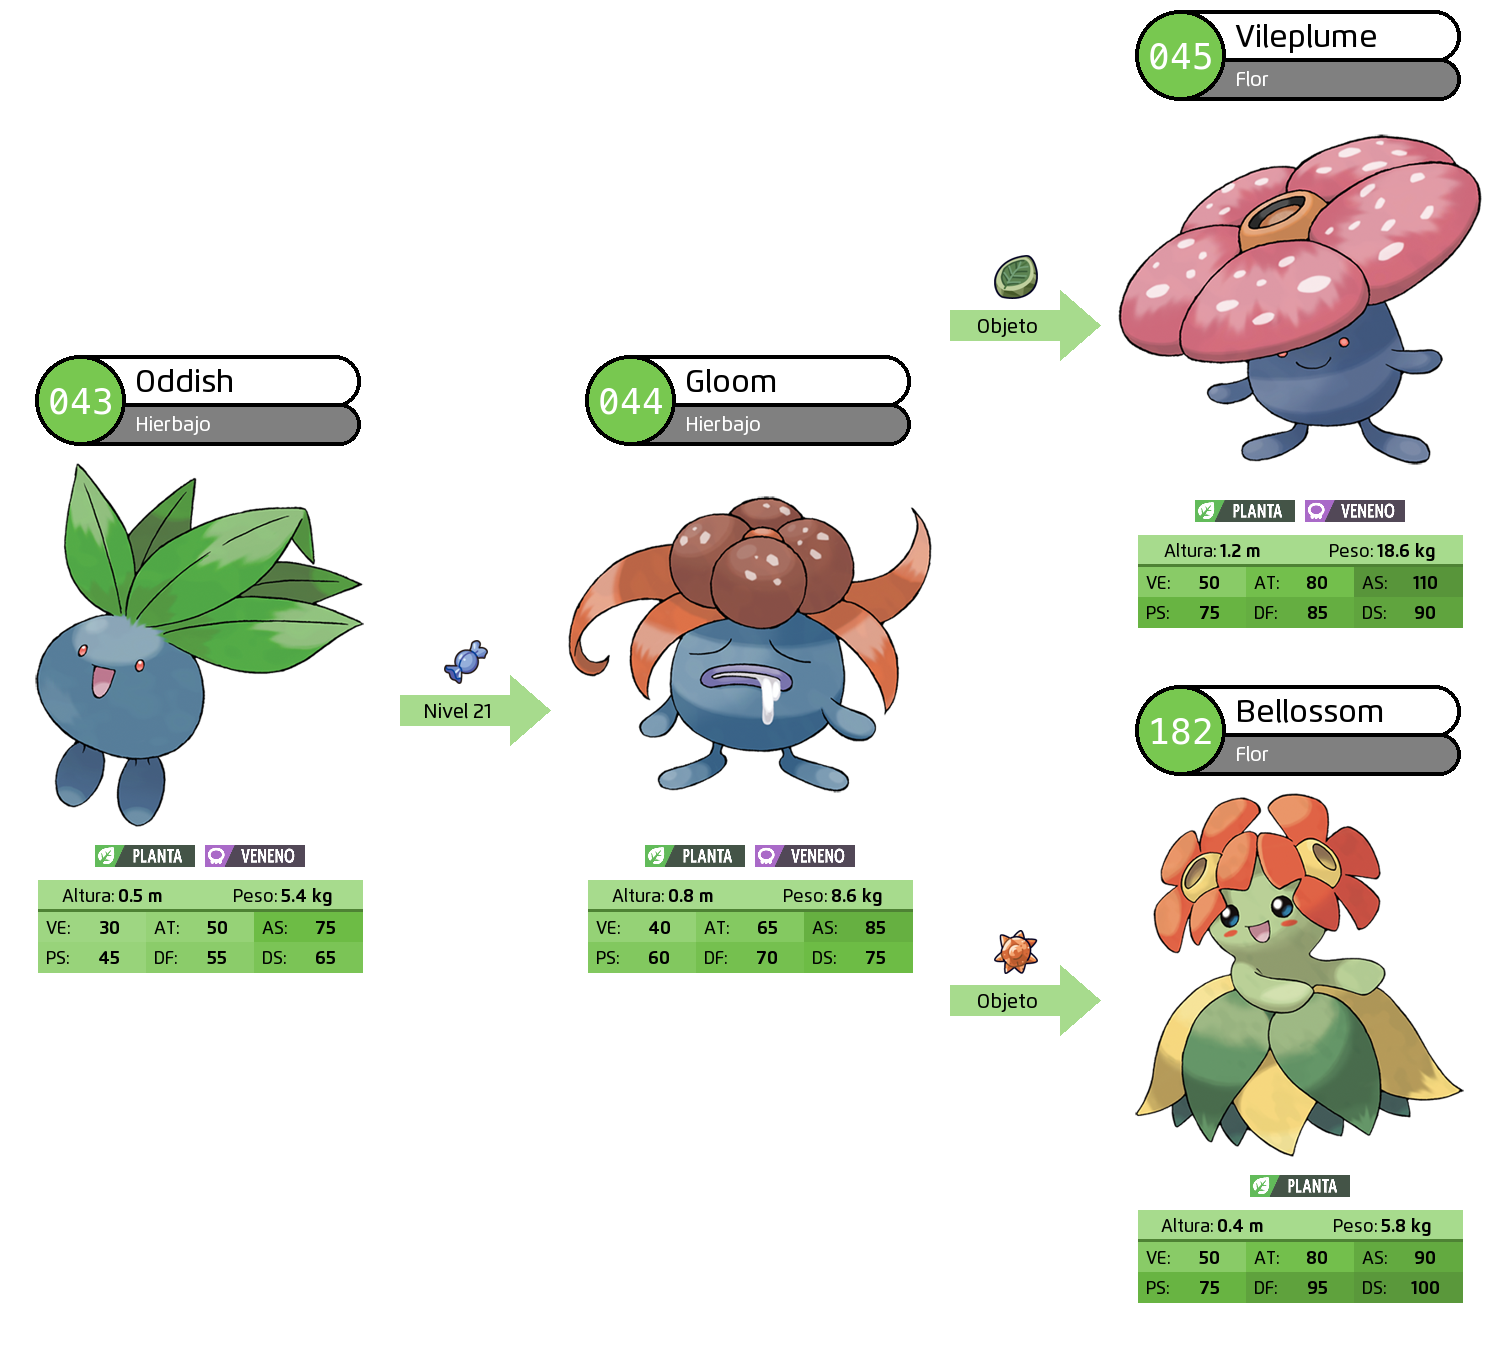 045
Vileplume
Flor
Objeto
PLANTA VENENO
Altura: 1.2 m Peso: 18.6 kg
VE: 50 AT: 80 AS: 110
PS: 75 DF: 85 DS: 90
043
Oddish
Hierbajo
PLANTA VENENO
Altura: 0.5 m Peso: 5.4 kg
VE: 30 AT: 50 AS: 75
PS: 45 DF: 55 DS: 65
Nivel 21
044
Gloom
Hierbajo
PLANTA VENENO
Altura: 0.8 m Peso: 8.6 kg
VE: 40 AT: 65 AS: 85
PS: 60 DF: 70 DS: 75
Objeto
182
Bellossom
Flor
PLANTA
Altura: 0.4 m Peso: 5.8 kg
VE: 50 AT: 80 AS: 90
PS: 75 DF: 95 DS: 100